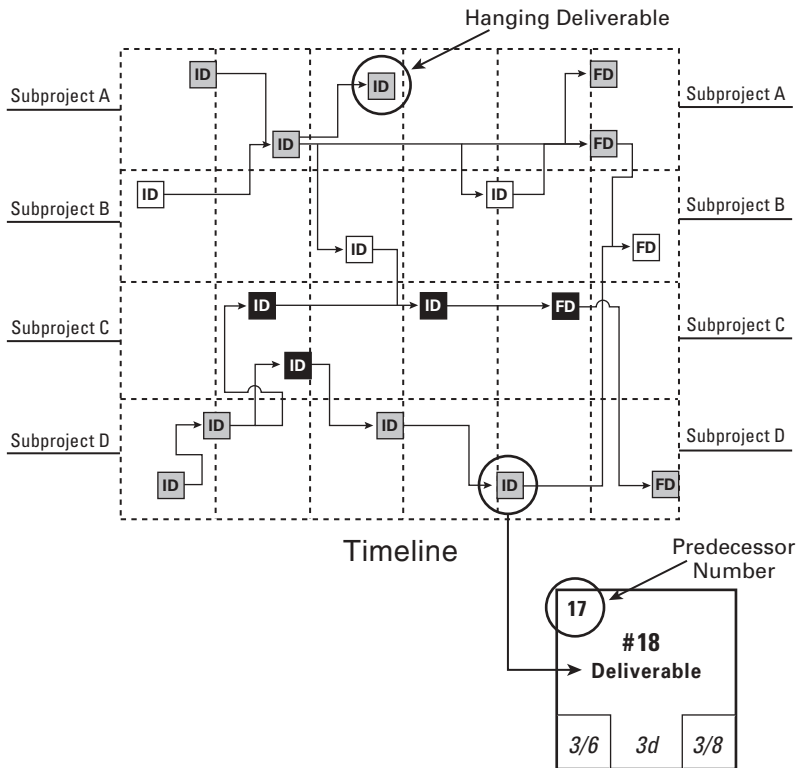 Hanging Deliverable
ID
FD
ID
Subproject A
Subproject A
ID
FD
ID
ID
Subproject B
Subproject B
ID
FD
ID
ID
FD
Subproject C
Subproject C
ID
ID
ID
Subproject D
Subproject D
ID
ID
FD
Timeline
Predecessor
Number
17
#18
Deliverable
3/6
3d
3/8